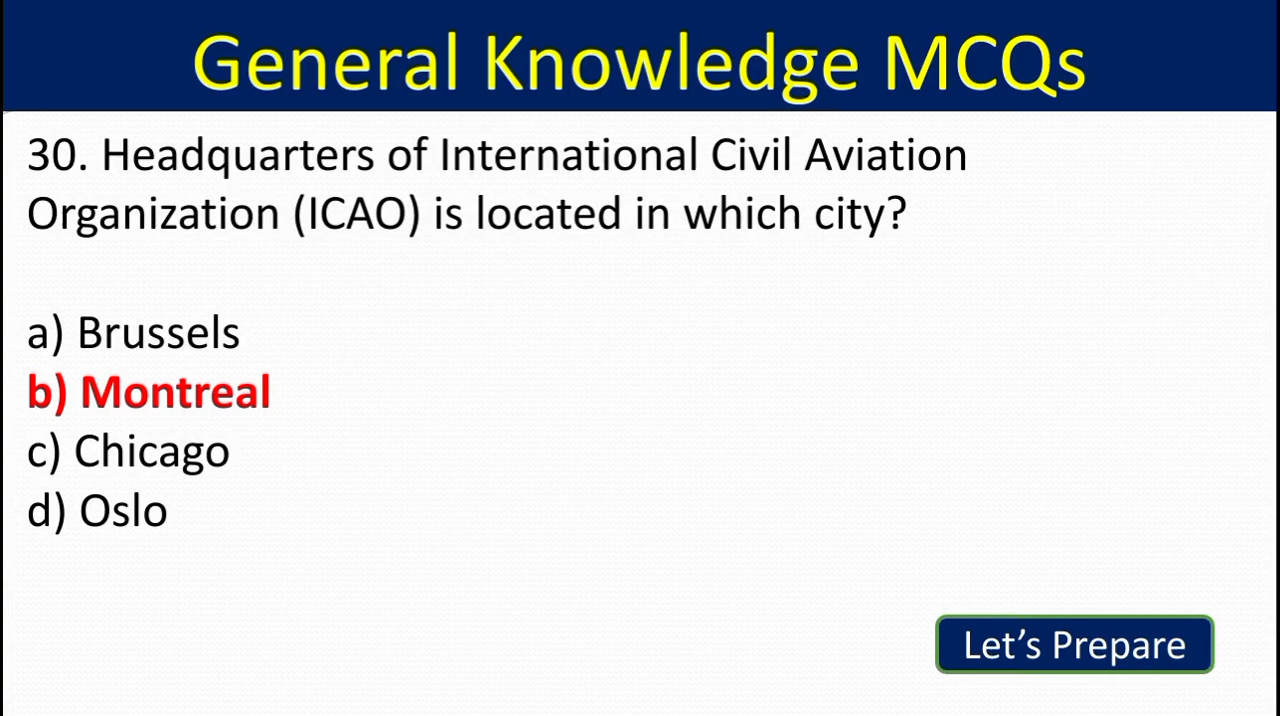 General Knowledge MCQs
30. Headquarters of International Civil Aviation
Organization (ICAO) is located in which city?
a) Brussels
b) Montreal
c) Chicago
d) Oslo
Let’s Prepare